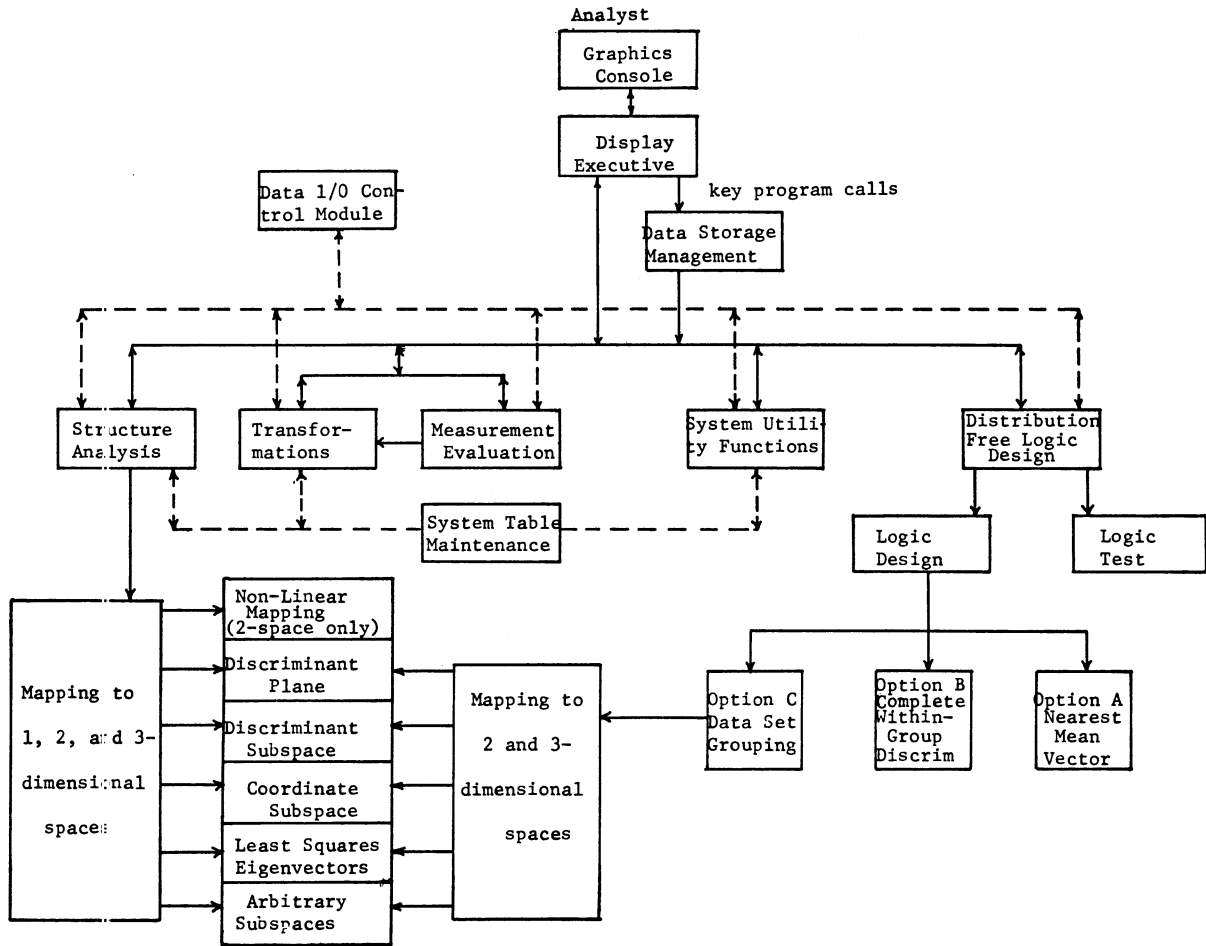 Analyst
Graphics
Console
Display
Executive
key program calls
Data 1/0 Con-
trol Module
Data Storage
Management
Structure
Analysis
Transfor-
mations
Measurement
Evaluation
System Utili-
ty Functions
Distribution
Free Logic
Design
System Table
Maintenance
Logic
Design
Logic
Test
Mapping to
1, 2, and 3-
dimensional
spaces
Non-Linear
Mapping
(2-space only)
Discriminant
Plane
Discriminant
Subspace
Coordinate
Subspace
Least Squares
Eigenvectors
Arbitrary
Subspaces
Mapping to
2 and 3-
dimensional
spaces
Option C
Data Set
Grouping
Option B
Complete
Within-
Group
Discrim
Option A
Nearest
Mean
Vector